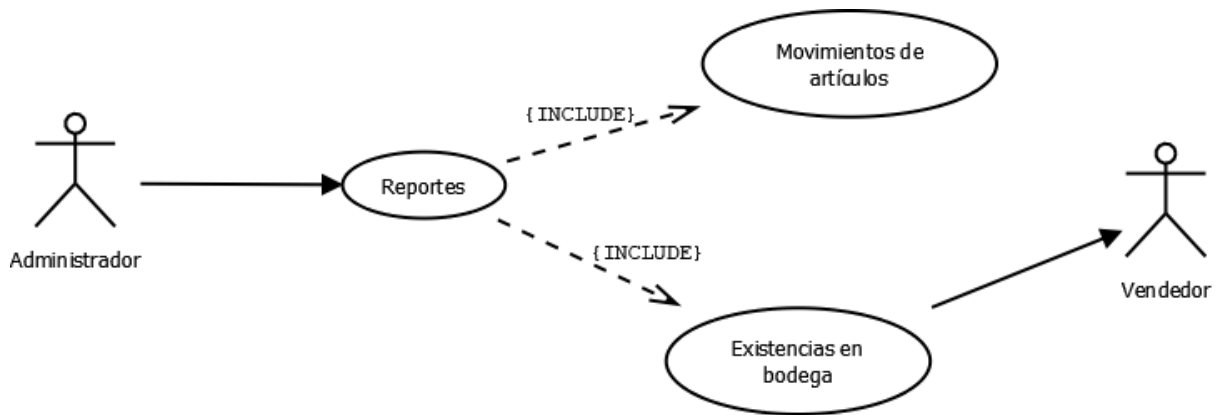 Movimientos de
artículos
{INCLUDE}
Reportes
Administrador
{INCLUDE}
Vendedor
Existencias en
bodega